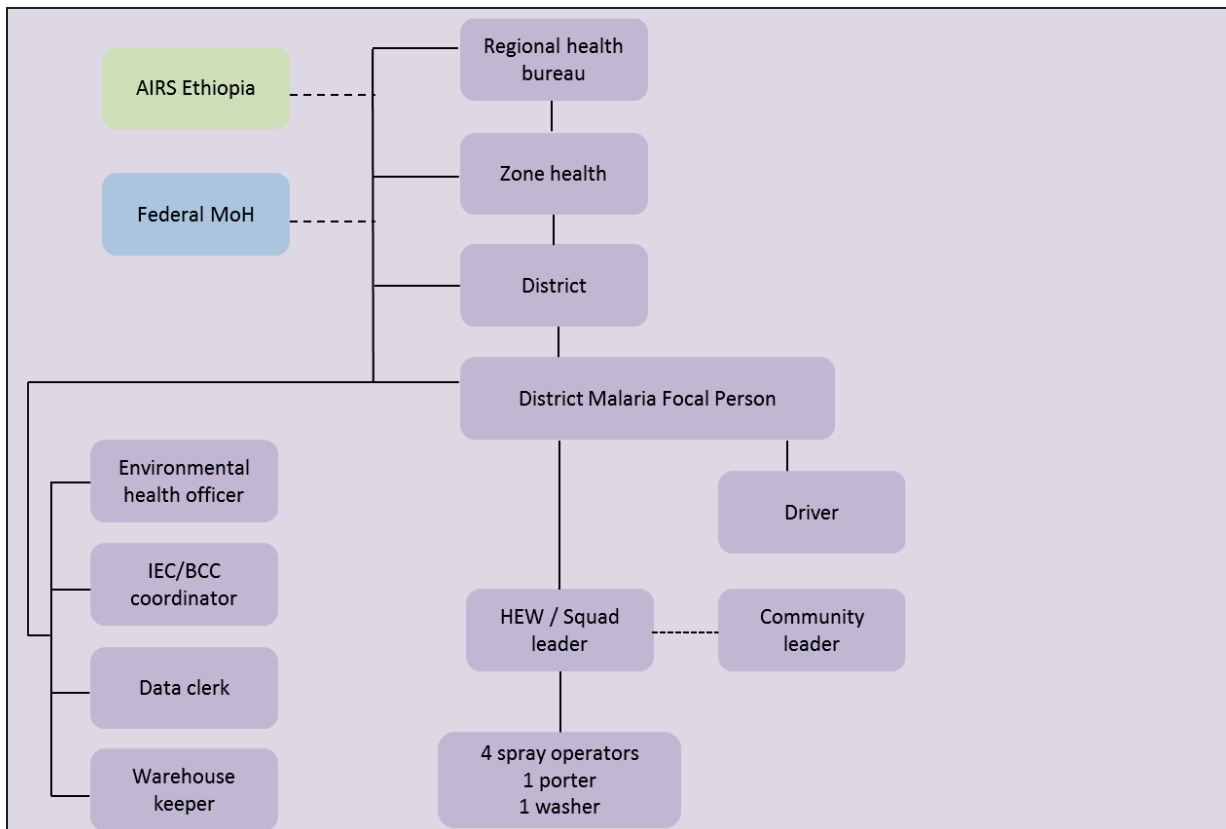 Regional health
bureau
AIRS Ethiopia
Zone health
Federal MoH
District
District Malaria Focal Person
Environmental
health officer
Driver
IEC/BCC
coordinator
HEW / Squad
leader
Community
leader
Data clerk
4 spray operators
1 porter
1 washer
Warehouse
keeper